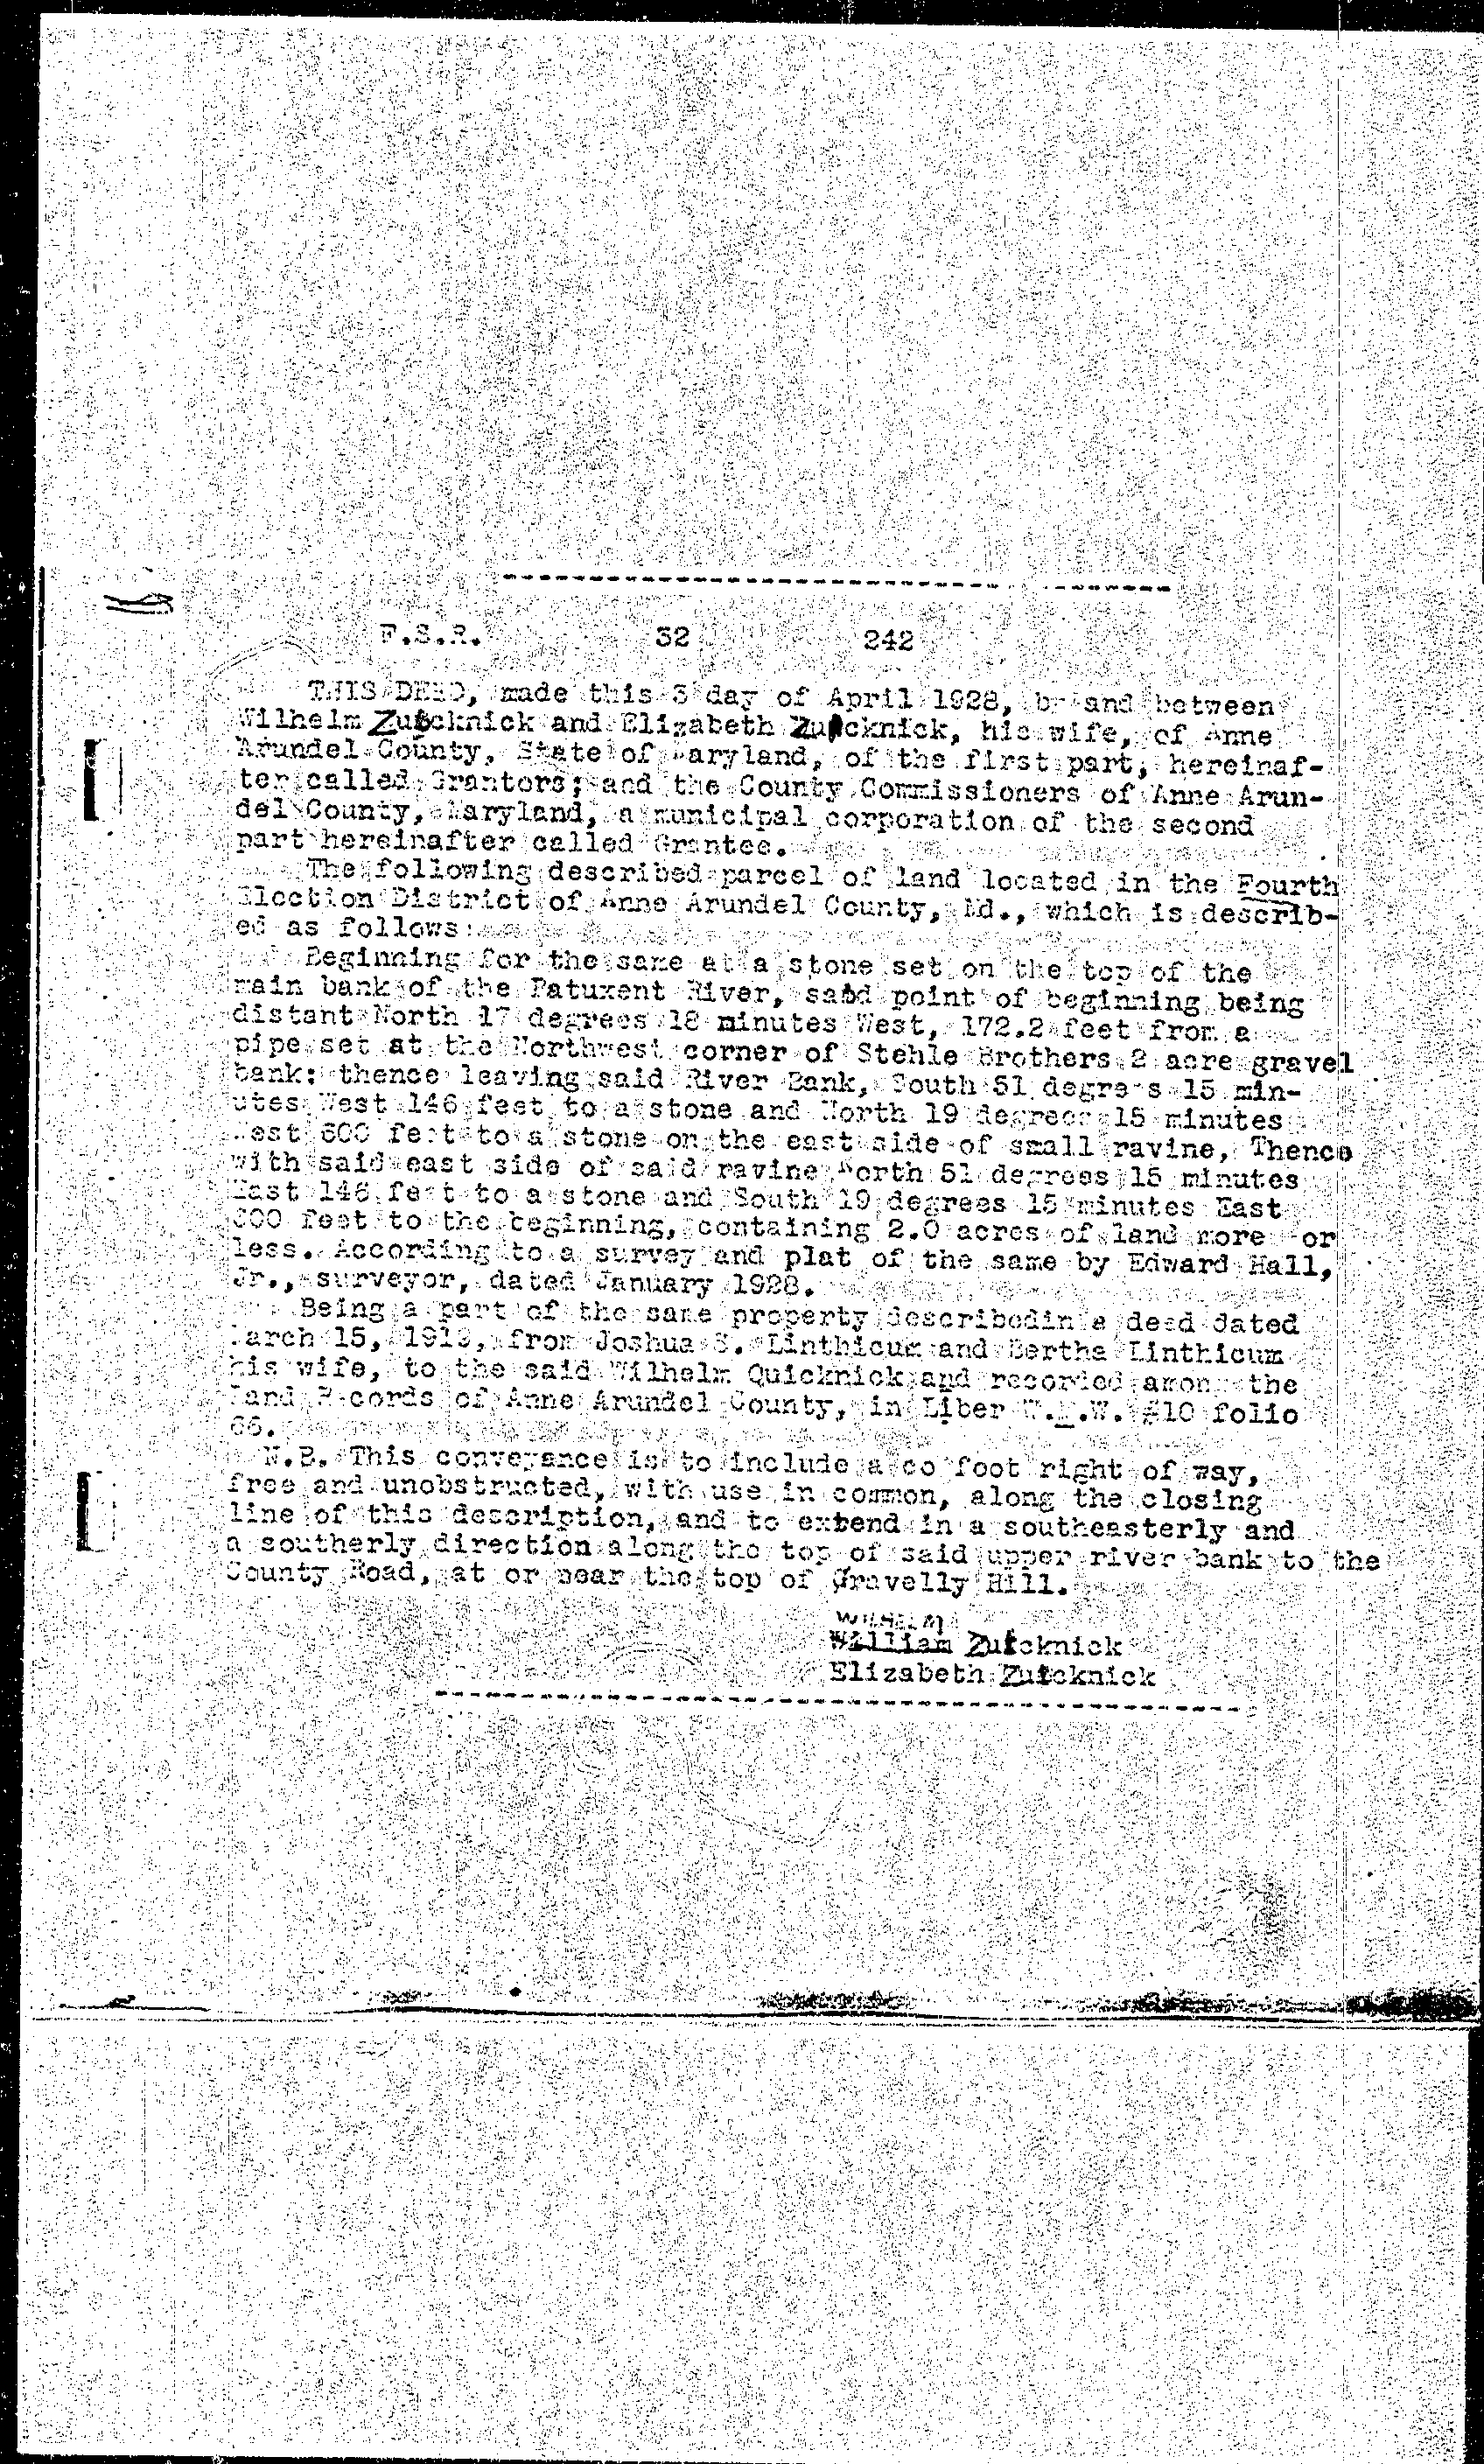 F.S.R. 32 242
THIS DEED, made this 3 day of April 1928, by and between
Wilhelm Zuecknick and Elizabeth Zuecknick, his wife, of Anne
Arundel County, State of Maryland, of the first part, hereinaf-
ter called Grantors; and the County Commissioners of Anne Arun-
del County, Maryland, a municipal corporation of the second
part hereinafter called Grantee.
The following described parcel of land located in the Fourth
Election District of Anne Arundel County, Md., which is describ-
ed as follows:
Beginning for the same at a stone set on the top of the
main bank of the Patuxent River, said point of beginning being
distant North 17 degrees 18 minutes West, 172.2 feet from a
pipe set at the Northwest corner of Stehle Brothers 2 acre gravel
bank: thence leaving said River Bank, South 51 degrees 15 min-
utes West 146 feet to a stone and North 19 degrees 15 minutes
West 600 feet to a stone on the east side of small ravine, Thence
with said east side of said ravine North 51 degrees 15 minutes
East 146 feet to a stone and South 19 degrees 15 minutes East
600 feet to the beginning, containing 2.0 acres of land more or
less. According to a survey and plat of the same by Edward Hall,
Jr., surveyor, dated January 1928.
Being a part of the same property describedin a deed dated
March 15, from Joshua S. Linthicum and Bertha Linthicum
his wife, to the said Wilhelm Quicknick and recorded among the
Land Records of Anne Arundel County, in Liber #10 folio
66.
N.B. This conveyance is to include a foot right of way,
free and unobstructed, with use in common, along the closing
line of this description, and to extend in a southeasterly and
a southerly direction along the top of said upper river bank to the
County Road, at or near the top of Gravelly Hill.
WILHELM
William Zuecknick
Elizabeth Zuecknick